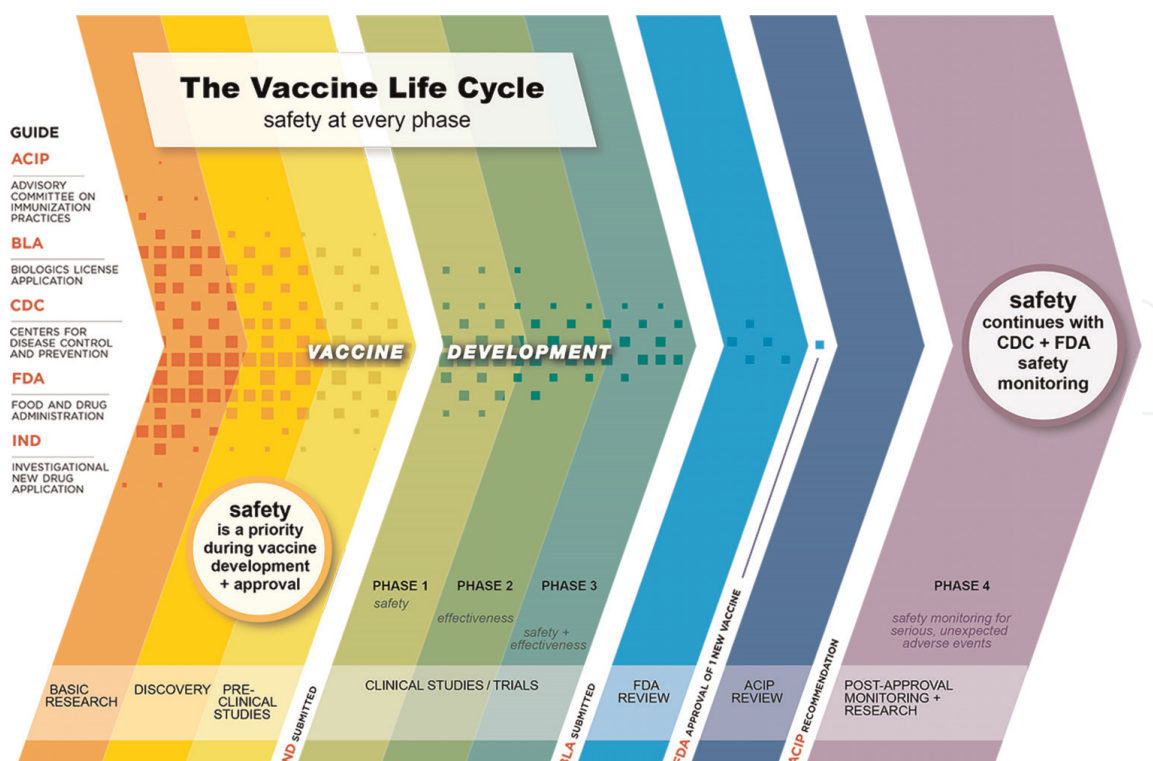 The Vaccine Life Cycle
safety at every phase
GUIDE
ACIP
ADVISORY
COMMITTEE ON
IMMUNIZATION
PRACTICES
BLA
BIOLOGICS LICENSE
APPLICATION
CDC
CENTERS FOR
DISEASE CONTROL
AND PREVENTION
FDA
FOOD AND DRUG
ADMINISTRATION
IND
INVESTIGATIONAL
NEW DRUG
APPLICATION
VACCINE DEVELOPMENT
safety
is a priority
during vaccine
development
+ approval
safety
continues with
CDC + FDA
safety
monitoring
PHASE 1
safety
PHASE 2
effectiveness
PHASE 3
safety +
effectiveness
PHASE 4
safety monitoring for
serious, unexpected
adverse events
BASIC
RESEARCH
DISCOVERY
PRE-
CLINICAL
STUDIES
IND SUBMITTED
CLINICAL STUDIES / TRIALS
BLA SUBMITTED
FDA
REVIEW
FDA APPROVAL OF 1 NEW VACCINE
ACIP
REVIEW
ACIP RECOMMENDATION
POST-APPROVAL
MONITORING +
RESEARCH